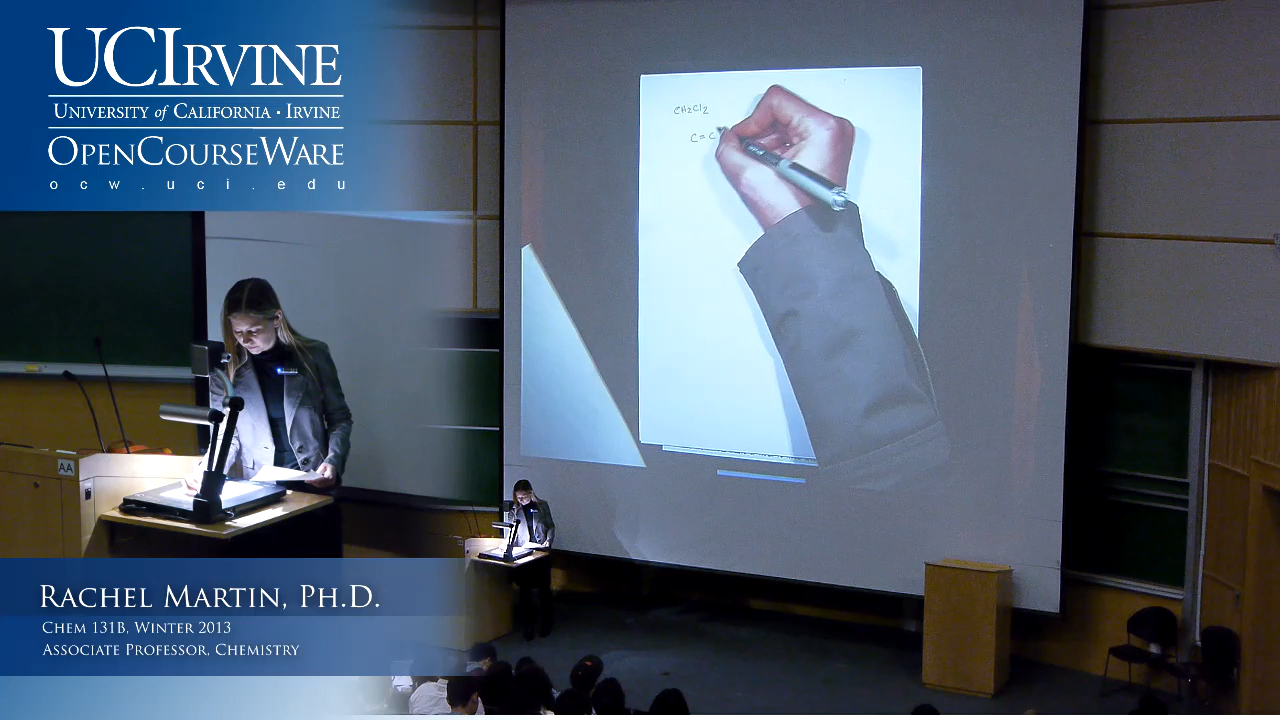 UCIRVINE
UNIVERSITY of CALIFORNIA · IRVINE
OPENCOURSEWARE
ocw.uci.edu
CH2Cl2
C=C
AA
RACHEL MARTIN, PH.D.
CHEM 131B, WINTER 2013
ASSOCIATE PROFESSOR, CHEMISTRY